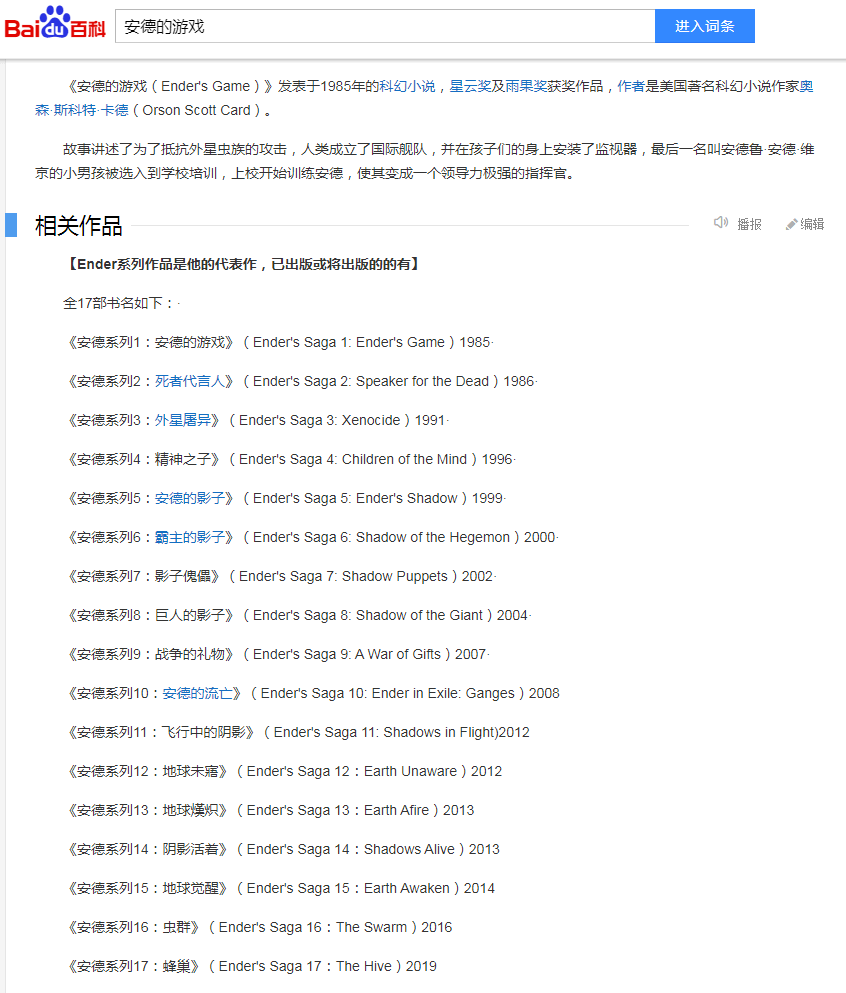 Bai du 百科
安德的游戏
进入词条
《安德的游戏（Ender's Game）》发表于1985年的科幻小说，星云奖及雨果奖获奖作品，作者是美国著名科幻小说作家奥
森·斯科特·卡德（Orson Scott Card）。
故事讲述了为了抵抗外星虫族的攻击，人类成立了国际舰队，并在孩子们的身上安装了监视器，最后一名叫安德鲁·安德·维
京的小男孩被选入到学校培训，上校开始训练安德，使其变成一个领导力极强的指挥官。
相关作品
播报
编辑
【Ender系列作品是他的代表作，已出版或将出版的的有】
全17部书名如下：·
《安德系列1：安德的游戏》（Ender's Saga 1: Ender's Game）1985·
《安德系列2：死者代言人》（Ender's Saga 2: Speaker for the Dead）1986·
《安德系列3：外星屠异》（Ender's Saga 3: Xenocide）1991·
《安德系列4：精神之子》（Ender's Saga 4: Children of the Mind）1996·
《安德系列5：安德的影子》（Ender's Saga 5: Ender's Shadow）1999·
《安德系列6：霸主的影子》（Ender's Saga 6: Shadow of the Hegemon）2000·
《安德系列7：影子傀儡》（Ender's Saga 7: Shadow Puppets）2002·
《安德系列8：巨人的影子》（Ender's Saga 8: Shadow of the Giant）2004·
《安德系列9：战争的礼物》（Ender's Saga 9: A War of Gifts）2007·
《安德系列10：安德的流亡》（Ender's Saga 10: Ender in Exile: Ganges）2008
《安德系列11：飞行中的阴影》（Ender's Saga 11: Shadows in Flight)2012
《安德系列12：地球未寤》（Ender's Saga 12：Earth Unaware）2012
《安德系列13：地球熯炽》（Ender's Saga 13：Earth Afire）2013
《安德系列14：阴影活着》（Ender's Saga 14：Shadows Alive）2013
《安德系列15：地球觉醒》（Ender's Saga 15：Earth Awaken）2014
《安德系列16：虫群》（Ender's Saga 16：The Swarm）2016
《安德系列17：蜂巢》（Ender's Saga 17：The Hive）2019